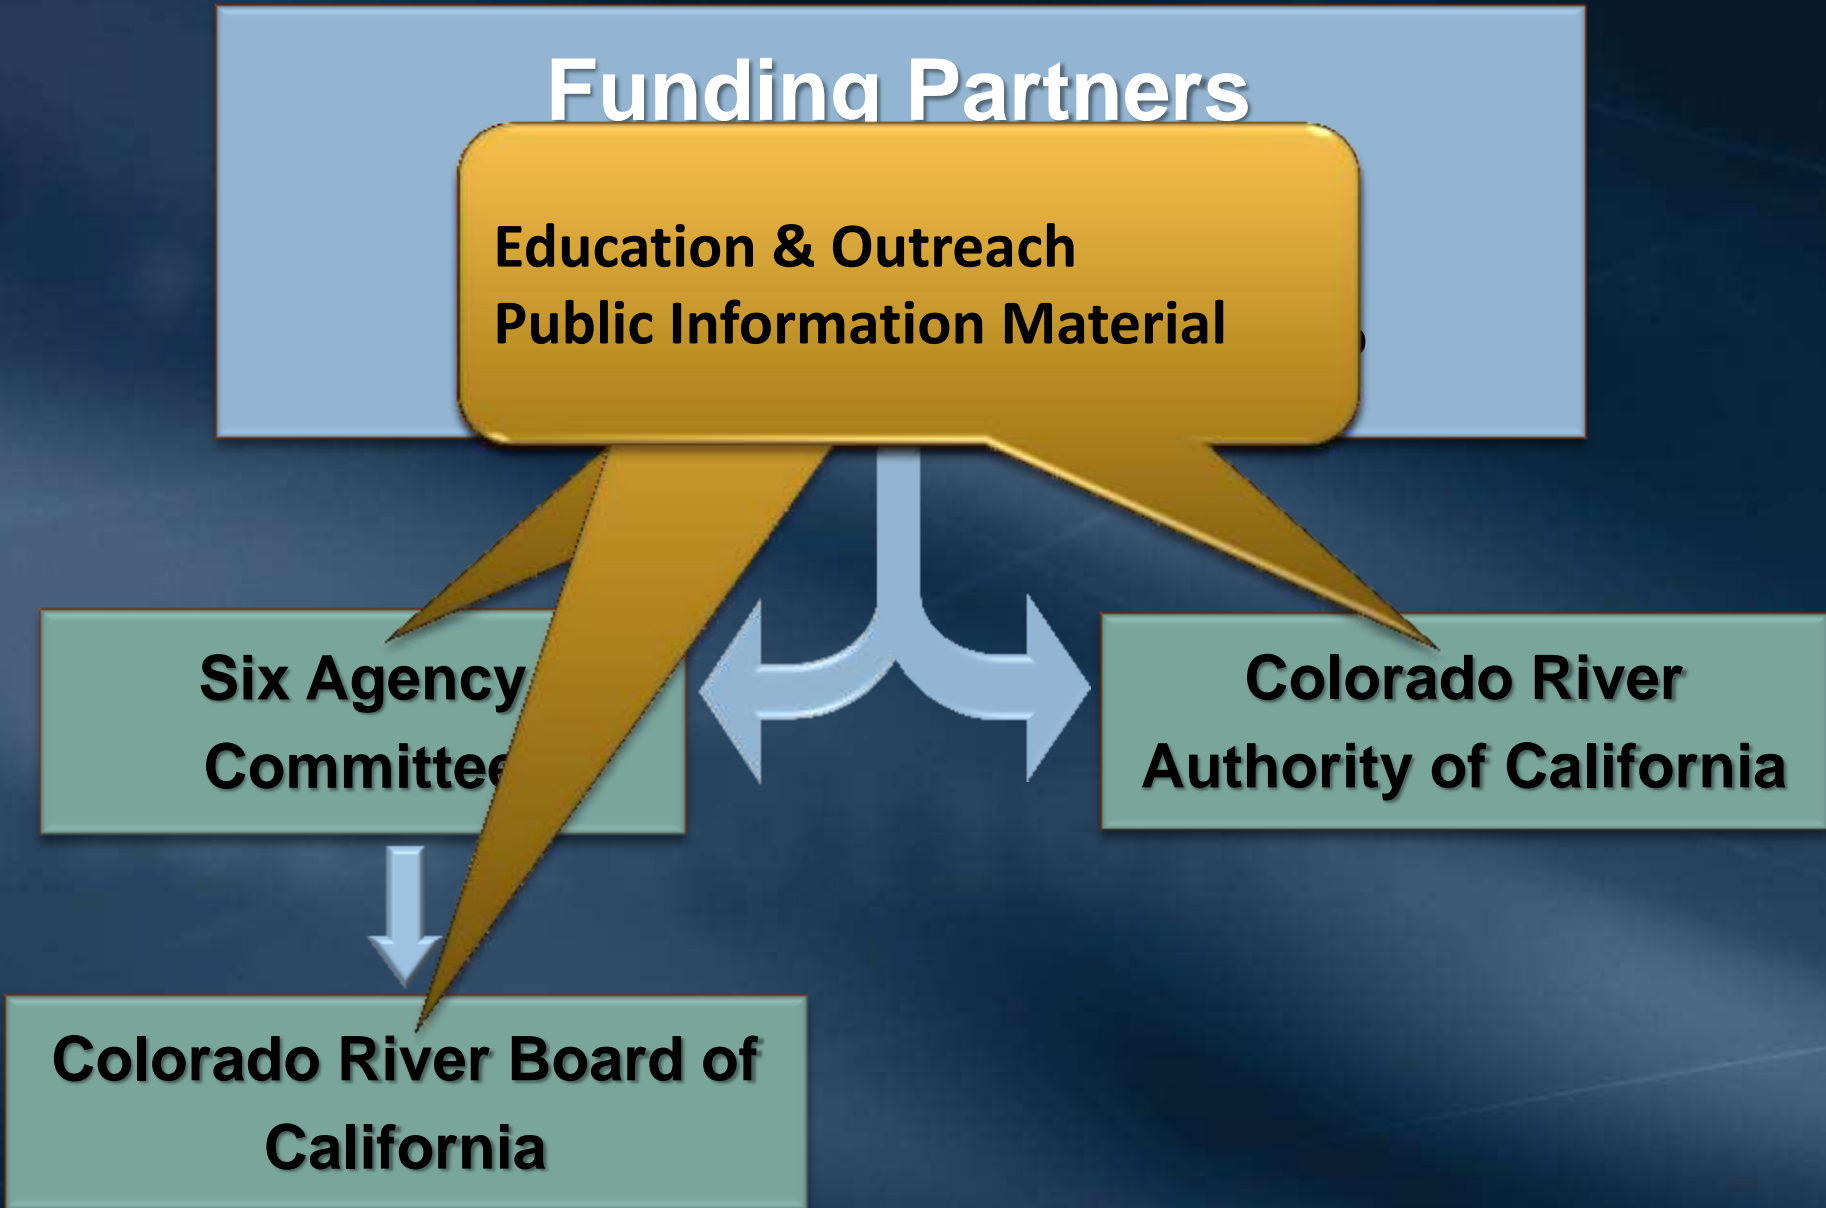 Funding Partners
Education & Outreach
Public Information Material
Six Agency
Committee
Colorado River
Authority of California
Colorado River Board of
California